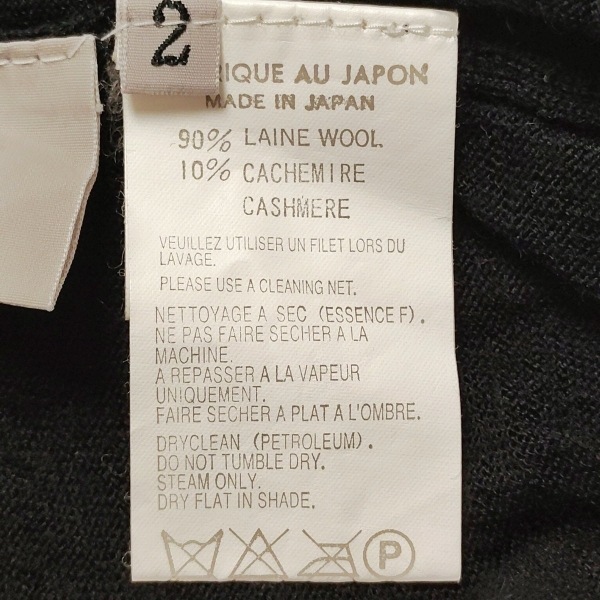 2
RIQUE AU JAPON
MADE IN JAPAN
90% LAINE WOOL
10% CACHEMIRE
CASHMERE
VEUILLEZ UTILISER UN FILET LORS DU
LAVAGE.
PLEASE USE A CLEANING NET.
NETTOYAGE A SEC (ESSENCE F).
NE PAS FAIRE SECHER A LA
MACHINE.
A REPASSER A LA VAPEUR
UNIQUEMENT.
FAIRE SECHER A PLAT A L'OMBRE.
DRYCLEAN (PETROLEUM).
DO NOT TUMBLE DRY.
STEAM ONLY.
DRY FLAT IN SHADE.
P